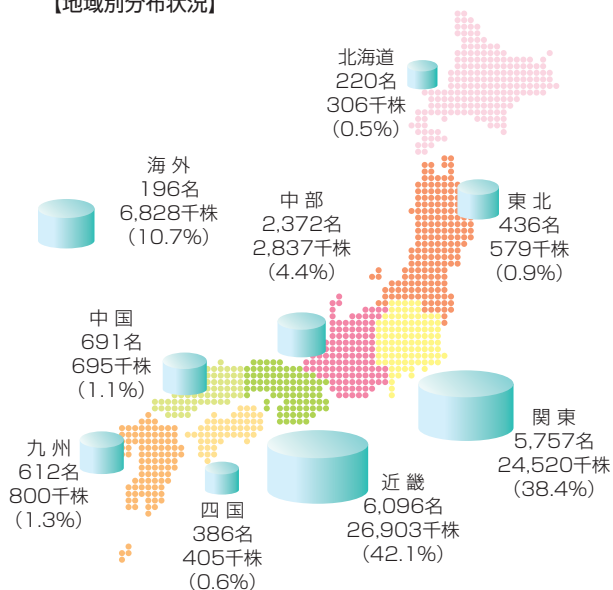 【地域別分布状況】
北海道
220名
306千株
(0.5%)
海 外
196名
6,828千株
(10.7%)
中 部
2,372名
2,837千株
(4.4%)
東 北
436名
579千株
(0.9%)
中 国
691名
695千株
(1.1%)
関 東
5,757名
24,520千株
(38.4%)
九 州
612名
800千株
(1.3%)
近 畿
6,096名
26,903千株
(42.1%)
四 国
386名
405千株
(0.6%)